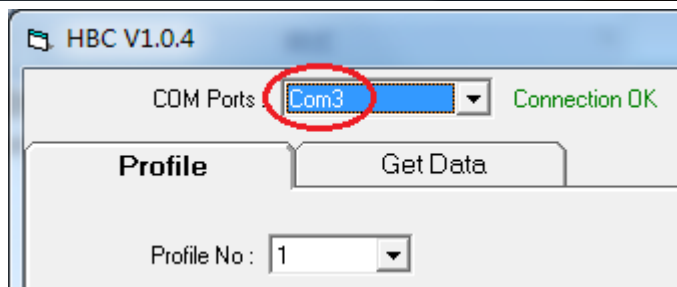 HBC V1.0.4
COM Ports : Com3 Connection OK
Profile Get Data
Profile No : 1